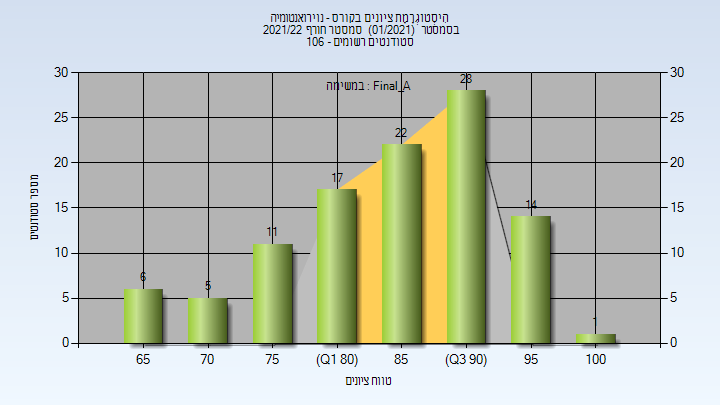 הִיסְטוֹגְרָמַת ציונים בקורס - נוירואנטומיה
בסמסטר (01/2021) סמסטר חורף 2021/22
סטודנטים רשומים - 106
במשימה : Final_A
מספר סטודנטים
30 30
25 25
20 20
15 15
10 10
5 5
0 0
6 5 11 17 22 28 14 1
65 70 75 (Q1 80) 85 (Q3 90) 95 100
טווח ציונים